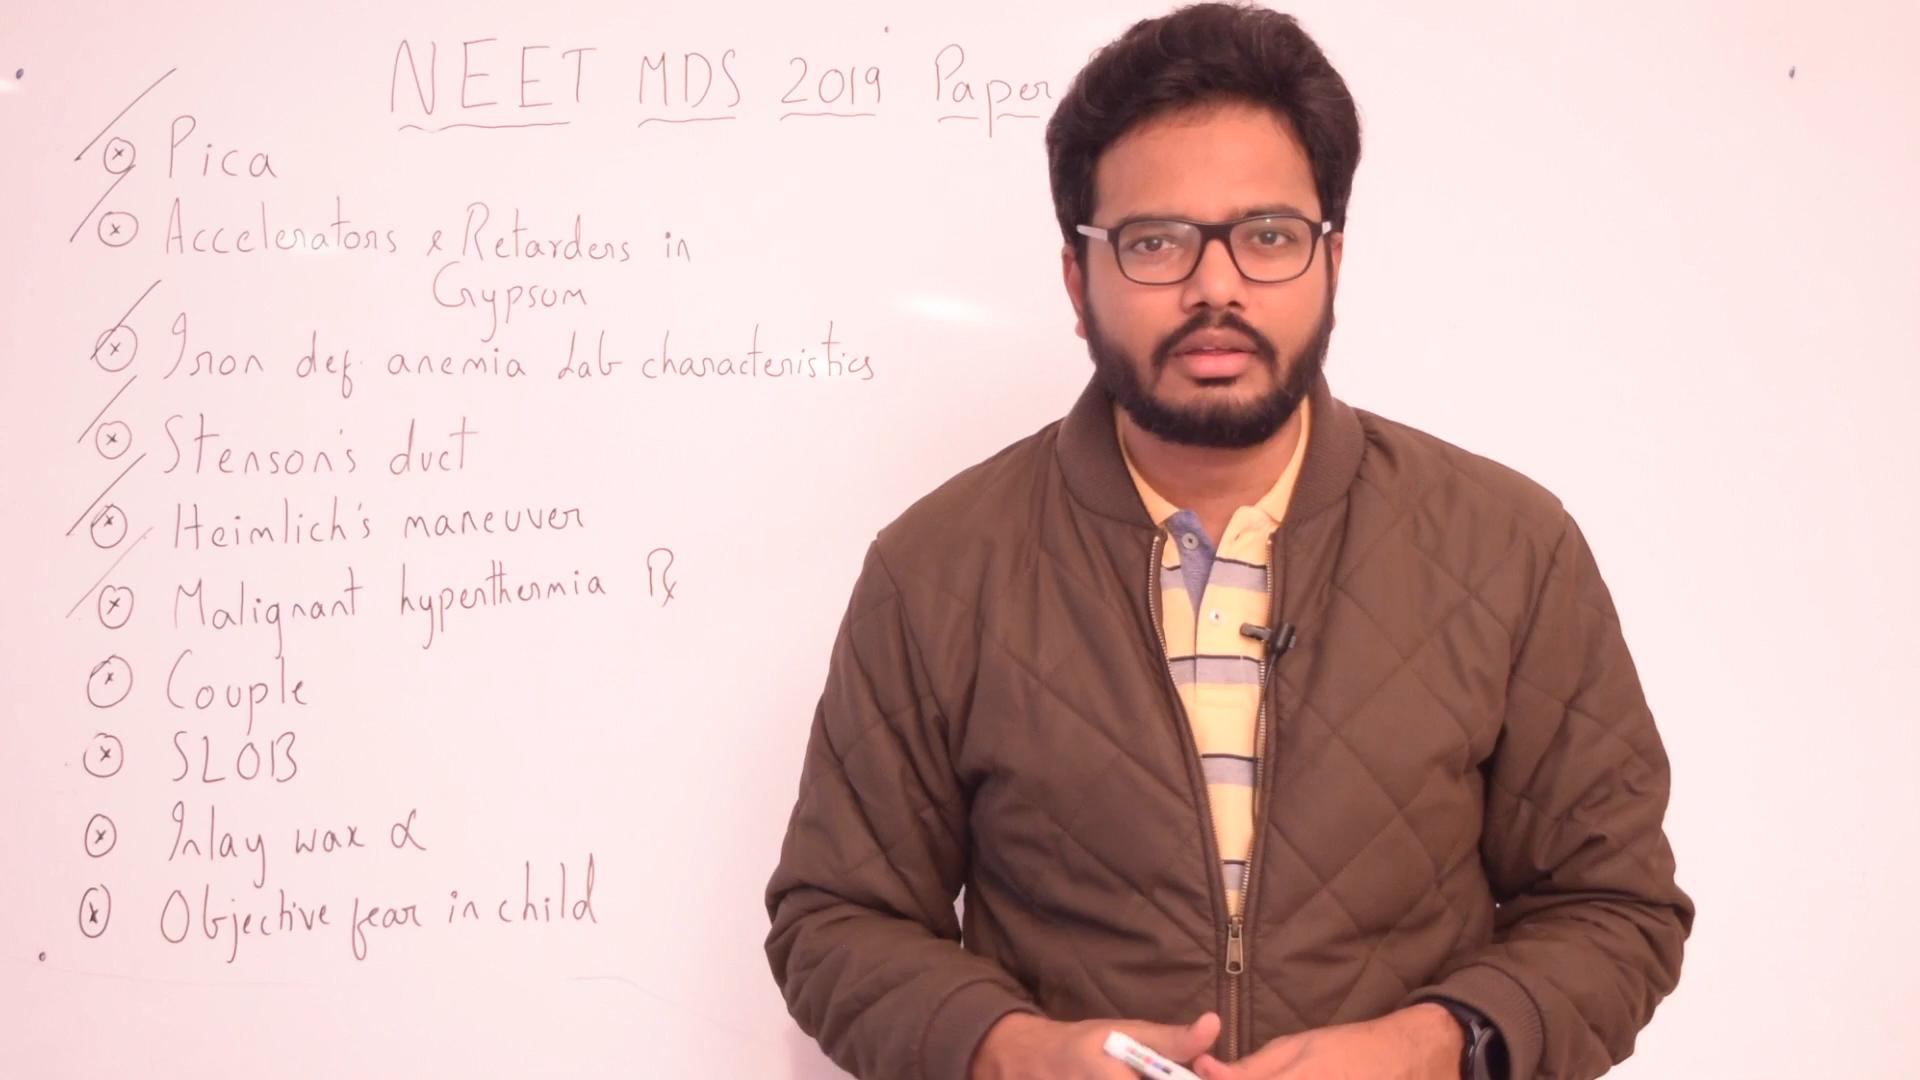 NEET MDS 2019 Paper
Pica
Accelerators & Retarders in
Gypsum
Iron def. anemia Lab characteristics
Stenson's duct
Heimlich's maneuver
Malignant hyperthermia ℞
Couple
SLOB
Inlay wax α
Objective fear in child